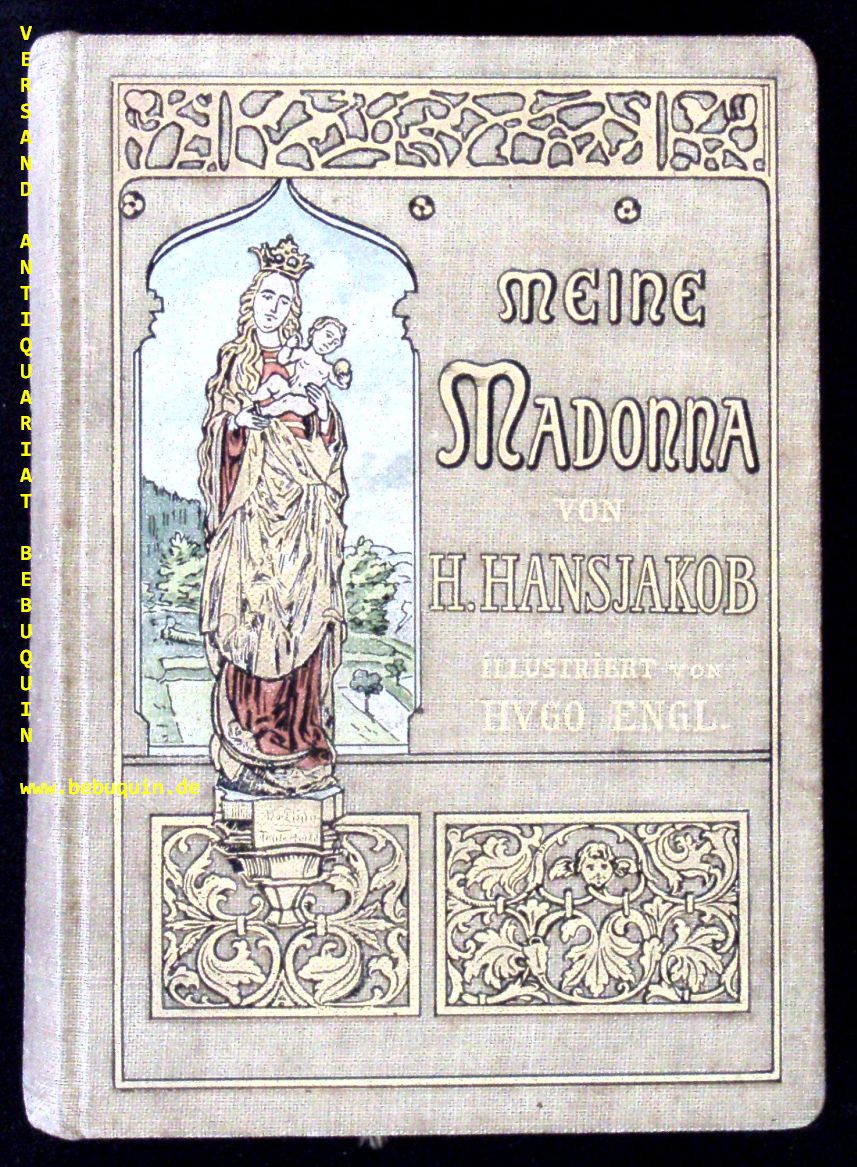 VERSAND ANTIQUARIAT BEBUQUIN
www.bebuquin.de
MEINE
MADONNA
VON
H. HANSJAKOB
ILLUSTRIERT VON
HVGO ENGL.